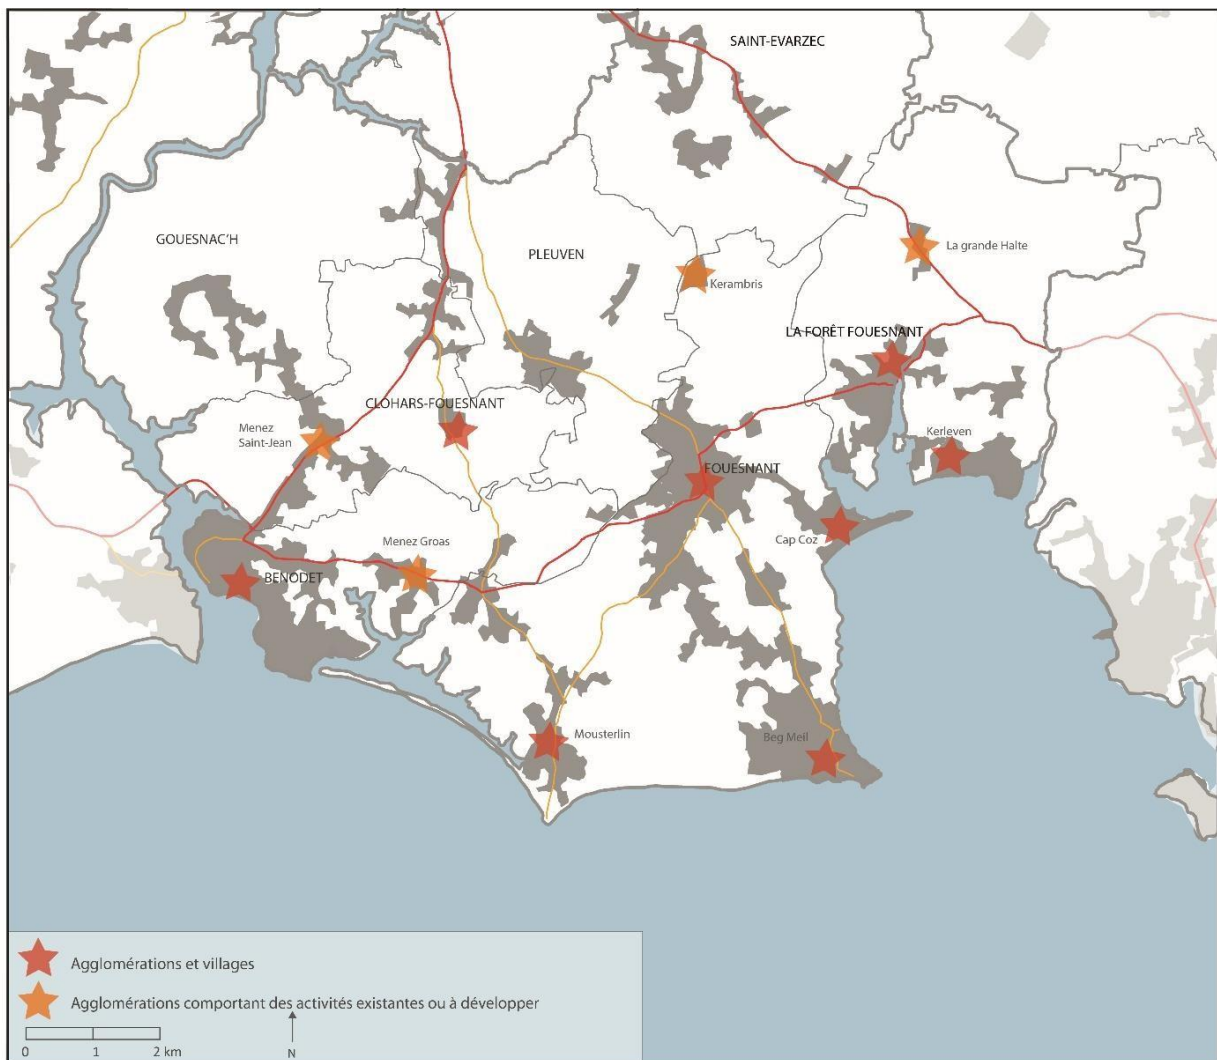 SAINT-EVARZEC
GOUESNAC'H
PLEUVEN
La grande Halte
Kerambris
LA FORÊT FOUESNANT
CLOHARS-FOUESNANT
Menez
Saint-Jean
Kerleven
FOUESNANT
Cap Coz
Menez Groas
BENODET
Mousterlin
Beg Meil
Agglomérations et villages
Agglomérations comportant des activités existantes ou à développer
0 1 2 km
N